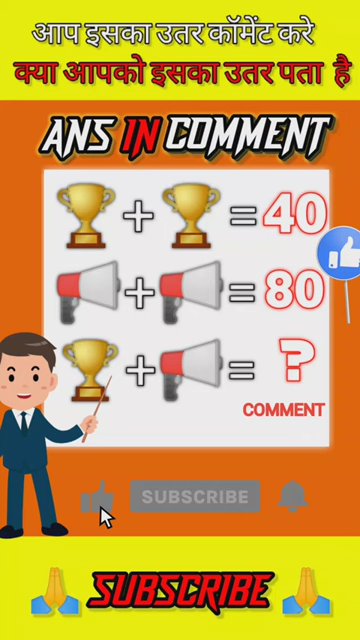 आप इसका उतर कॉमेंट करे
क्या आपको इसका उतर पता है
ANS IN COMMENT
+ = 40
+ = 80
+ = ?
COMMENT
SUBSCRIBE
SUBSCRIBE